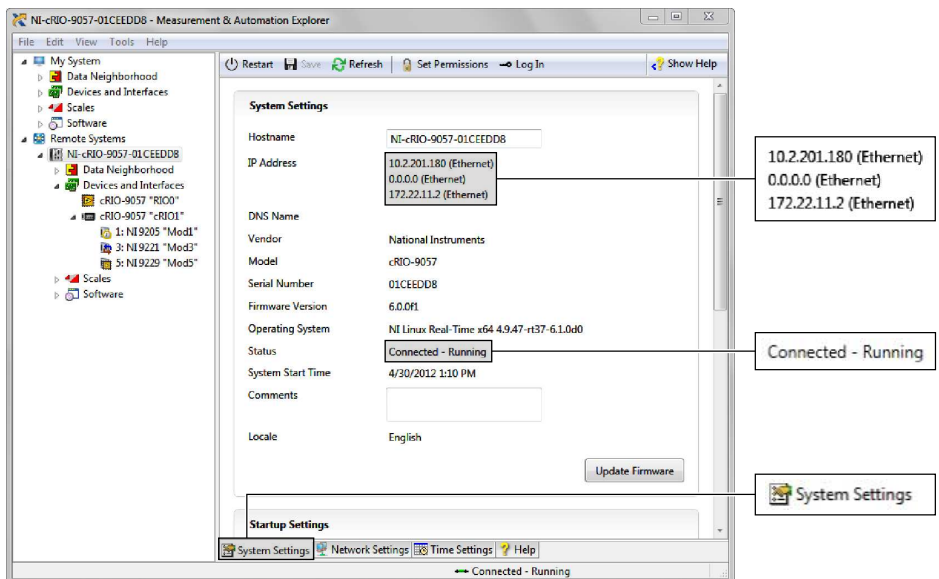 NI-cRIO-9057-01CEEDD8 - Measurement & Automation Explorer
File Edit View Tools Help
My System
Data Neighborhood
Devices and Interfaces
Scales
Software
Remote Systems
NI-cRIO-9057-01CEEDD8
Data Neighborhood
Devices and Interfaces
cRIO-9057 "RIO0"
cRIO-9057 "cRIO1"
1: NI 9205 "Mod1"
3: NI 9221 "Mod3"
5: NI 9229 "Mod5"
Scales
Software
Restart Save Refresh Set Permissions Log In Show Help
System Settings
Hostname NI-cRIO-9057-01CEEDD8
IP Address 10.2.201.180 (Ethernet)
0.0.0.0 (Ethernet)
172.22.11.2 (Ethernet)
DNS Name
Vendor National Instruments
Model cRIO-9057
Serial Number 01CEEDD8
Firmware Version 6.0.0f1
Operating System NI Linux Real-Time x64 4.9.47-rt37-6.1.0d0
Status Connected - Running
System Start Time 4/30/2012 1:10 PM
Comments
Locale English
Update Firmware
Startup Settings
System Settings Network Settings Time Settings Help
Connected - Running
10.2.201.180 (Ethernet)
0.0.0.0 (Ethernet)
172.22.11.2 (Ethernet)
Connected - Running
System Settings